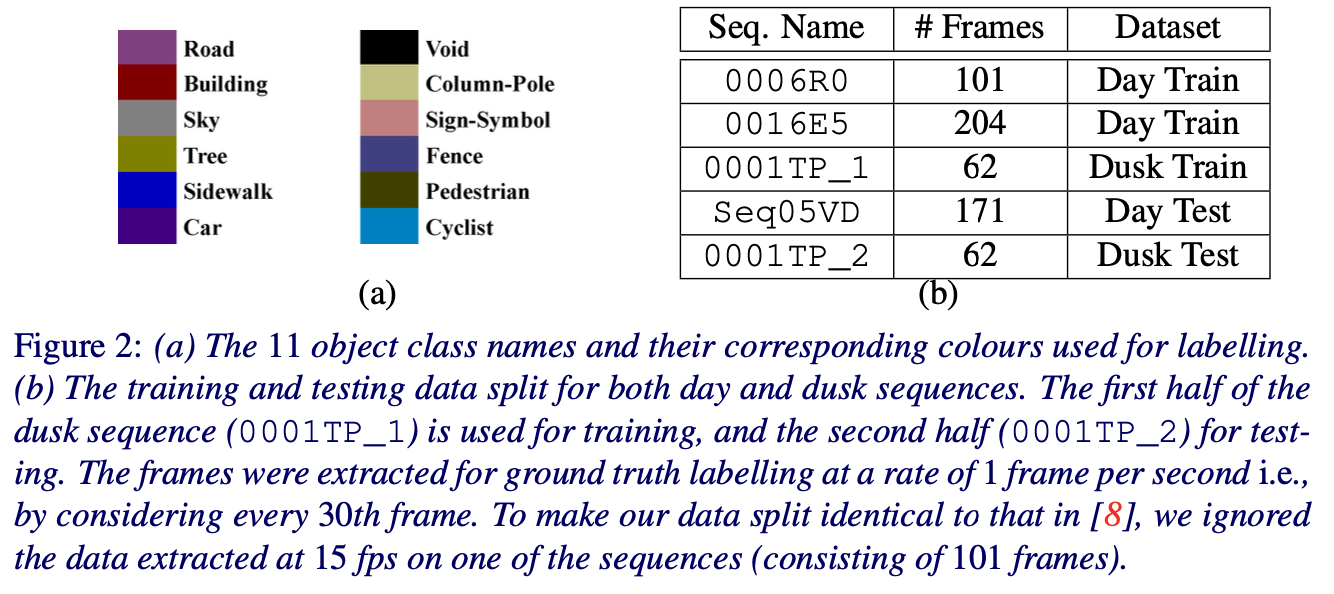 Road
Building
Sky
Tree
Sidewalk
Car
Void
Column-Pole
Sign-Symbol
Fence
Pedestrian
Cyclist
(a)
Seq. Name # Frames Dataset
0006R0 101 Day Train
0016E5 204 Day Train
0001TP_1 62 Dusk Train
Seq05VD 171 Day Test
0001TP_2 62 Dusk Test
(b)
Figure 2: (a) The 11 object class names and their corresponding colours used for labelling.
(b) The training and testing data split for both day and dusk sequences. The first half of the
dusk sequence (0001TP_1) is used for training, and the second half (0001TP_2) for test-
ing. The frames were extracted for ground truth labelling at a rate of 1 frame per second i.e.,
by considering every 30th frame. To make our data split identical to that in [8], we ignored
the data extracted at 15 fps on one of the sequences (consisting of 101 frames).